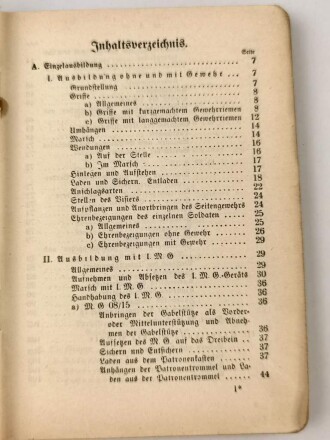 Inhaltsverzeichnis.
Seite
A. Einzelausbildung 7
I. Ausbildung ohne und mit Gewehr 7
Grundstellung 7
Griffe 8
a) Allgemeines 8
b) Griffe mit kurzgemachtem Gewehrriemen 8
c) Griffe mit langgemachtem Gewehrriemen 12
Umhängen 14
Marsch 14
Wendungen 16
a) Auf der Stelle 16
b) Im Marsch 17
Hinlegen und Aufstehen 17
Laden und Sichern. Entladen 18
Anschlagsarten 22
Stellen des Visiers 24
Aufpflanzen und Anortbringen des Seitengewehrs 24
Ehrenbezeigungen des einzelnen Soldaten 25
a) Allgemeines 25
b) Ehrenbezeigungen ohne Gewehr 26
c) Ehrenbezeigungen mit Gewehr 29
II. Ausbildung mit l. M G 29
Allgemeines 29
Aufnehmen und Absetzen des l. M G-Geräts 30
Marsch mit l. M G 36
Handhabung des l. M G 36
a) M G 08/15 36
Anbringen der Gabelstütze als Vorder-
oder Mittelunterstützung und Abneh-
men der Gabelstütze 36
Aufsetzen des M G auf das Dreibein 37
Sichern und Entsichern 37
Laden aus dem Patronenkasten 37
Anhängen der Patronentrommel und La-
den aus der Patronentrommel 44
1*